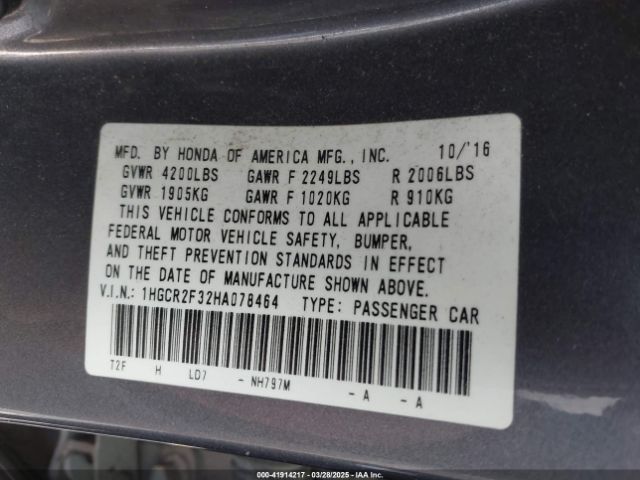 MFD. BY HONDA OF AMERICA MFG., INC. 10/'16
GVWR 4200LBS GAWR F 2249LBS R 2006LBS
GVWR 1905KG GAWR F 1020KG R 910KG
THIS VEHICLE CONFORMS TO ALL APPLICABLE
FEDERAL MOTOR VEHICLE SAFETY, BUMPER,
AND THEFT PREVENTION STANDARDS IN EFFECT
ON THE DATE OF MANUFACTURE SHOWN ABOVE.
V.I.N.: 1HGCR2F32HA078464 TYPE: PASSENGER CAR
T2F H LD7 - NH797M - A - A
000-41914217 - 03/28/2025 - IAAI.COM